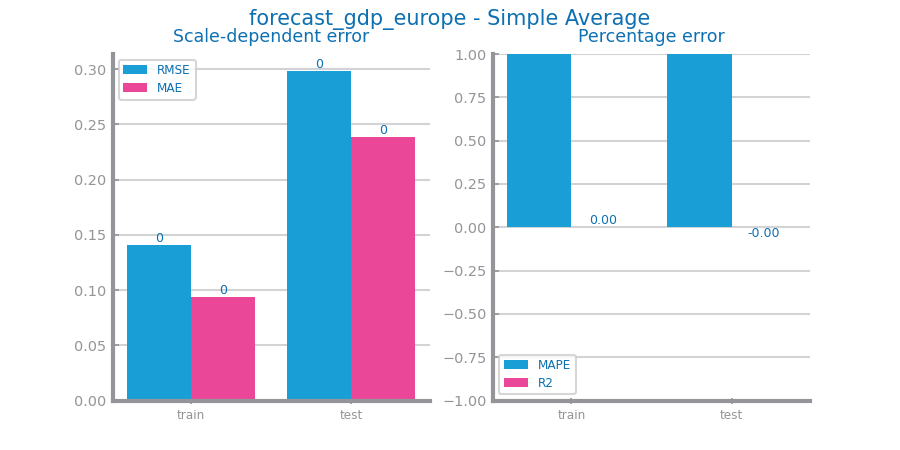 forecast_gdp_europe - Simple Average
Scale-dependent error
0.30
0.25
0.20
0.15
0.10
0.05
0.00
RMSE
MAE
0
0
0
0
train
test
Percentage error
1.00
0.75
0.50
0.25
0.00
−0.25
−0.50
−0.75
−1.00
0.00
-0.00
MAPE
R2
train
test